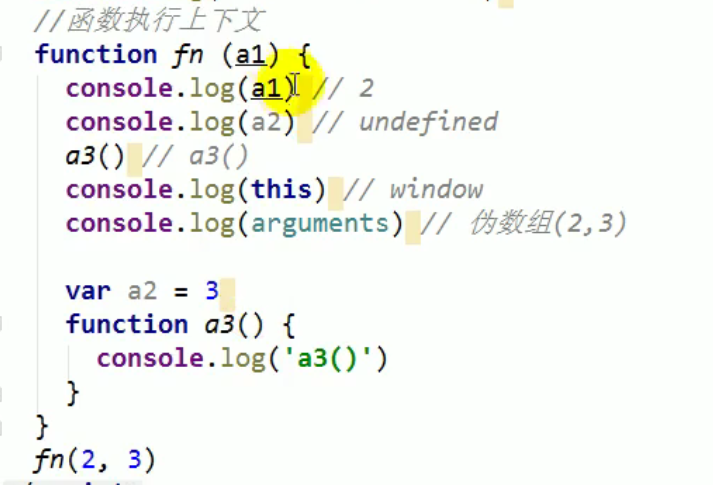 //函数执行上下文
function fn (a1) {
console.log(a1) // 2
console.log(a2) // undefined
a3() // a3()
console.log(this) // window
console.log(arguments) // 伪数组(2,3)
var a2 = 3
function a3() {
console.log('a3()')
}
}
fn(2, 3)